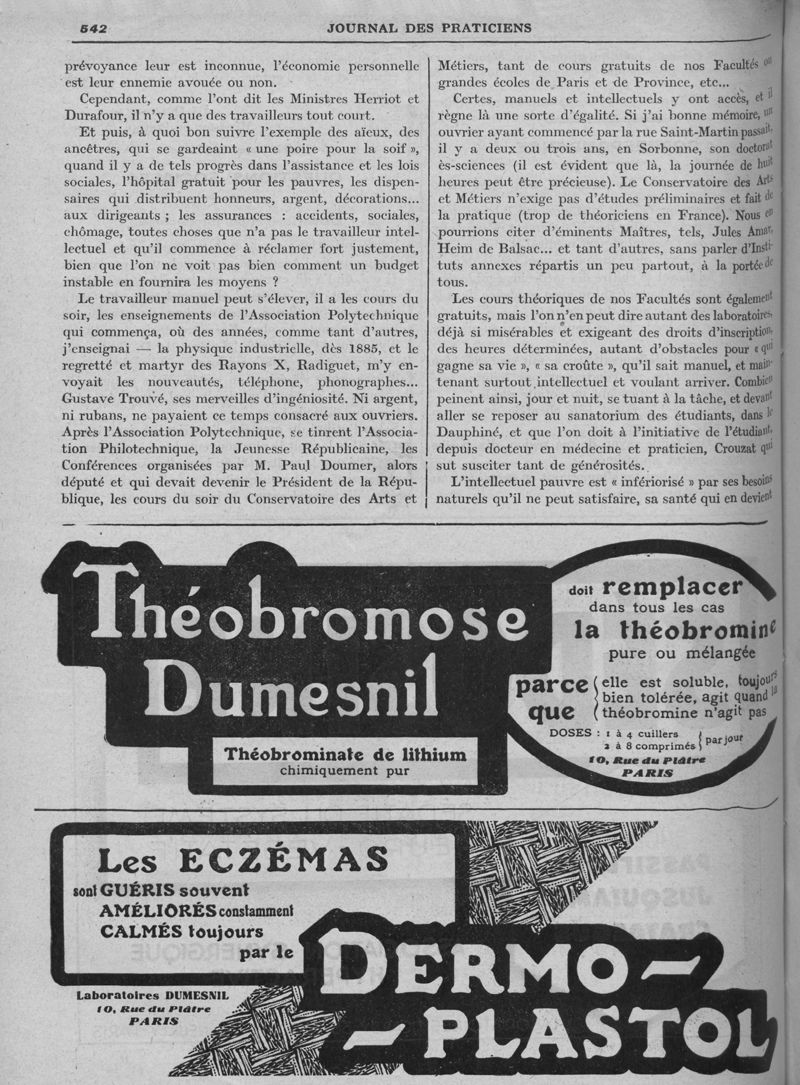 542
JOURNAL DES PRATICIENS
prévoyance leur est inconnue, l'économie personnelle
est leur ennemie avouée ou non.
Cependant, comme l'ont dit les Ministres Herriot et
Durafour, il n'y a que des travailleurs tout court.
Et puis, à quoi bon suivre l'exemple des aïeux, des
ancêtres, qui se gardeaint « une poire pour la soif »,
quand il y a de tels progrès dans l'assistance et les lois
sociales, l'hôpital gratuit pour les pauvres, les dispen-
saires qui distribuent honneurs, argent, décorations...
aux dirigeants ; les assurances : accidents, sociales,
chômage, toutes choses que n'a pas le travailleur intel-
lectuel et qu'il commence à réclamer fort justement,
bien que l'on ne voit pas bien comment un budget
instable en fournira les moyens ?
Le travailleur manuel peut s'élever, il a les cours du
soir, les enseignements de l'Association Polytechnique
qui commença, où des années, comme tant d'autres,
j'enseignai — la physique industrielle, dès 1885, et le
regretté et martyr des Rayons X, Radiguet, m'y en-
voyait les nouveautés, téléphone, phonographes...
Gustave Trouvé, ses merveilles d'ingéniosité. Ni argent,
ni rubans, ne payaient ce temps consacré aux ouvriers.
Après l'Association Polytechnique, se tinrent l'Associa-
tion Philotechnique, la Jeunesse Républicaine, les
Conférences organisées par M. Paul Doumer, alors
député et qui devait devenir le Président de la Répu-
blique, les cours du soir du Conservatoire des Arts et
Métiers, tant de cours gratuits de nos Facultés ou
grandes écoles de Paris et de Province, etc...
Certes, manuels et intellectuels y ont accès, et il
règne là une sorte d'égalité. Si j'ai bonne mémoire, un
ouvrier ayant commencé par la rue Saint-Martin passait,
il y a deux ou trois ans, en Sorbonne, son doctorat
ès-sciences (il est évident que là, la journée de huit
heures peut être précieuse). Le Conservatoire des Arts
et Métiers n'exige pas d'études préliminaires et fait de
la pratique (trop de théoriciens en France). Nous en
pourrions citer d'éminents Maîtres, tels, Jules Amar,
Heim de Balsac... et tant d'autres, sans parler d'Insti-
tuts annexes répartis un peu partout, à la portée de
tous.
Les cours théoriques de nos Facultés sont également
gratuits, mais l'on n'en peut dire autant des laboratoires,
déjà si misérables et exigeant des droits d'inscription,
des heures déterminées, autant d'obstacles pour « qui
gagne sa vie », « sa croûte », qu'il sait manuel, et main-
tenant surtout intellectuel et voulant arriver. Combien
peinent ainsi, jour et nuit, se tuant à la tâche, et devant
aller se reposer au sanatorium des étudiants, dans le
Dauphiné, et que l'on doit à l'initiative de l'étudiant,
depuis docteur en médecine et praticien, Crouzat qui
sut susciter tant de générosités.
L'intellectuel pauvre est « infériorisé » par ses besoins
naturels qu'il ne peut satisfaire, sa santé qui en devient
Théobromose
Dumesnil
Théobrominate de lithium
chimiquement pur
doit remplacer
dans tous les cas
la théobromine
pure ou mélangée
parce que
elle est soluble, toujours
bien tolérée, agit quand la
théobromine n'agit pas
DOSES : 1 à 4 cuillers
2 à 8 comprimés
par jour
10, Rue du Plâtre
PARIS
Les ECZÉMAS
sont GUÉRIS souvent
AMÉLIORÉS constamment
CALMÉS toujours
par le
DERMO-
-PLASTOL
Laboratoires DUMESNIL
10, Rue du Plâtre
PARIS